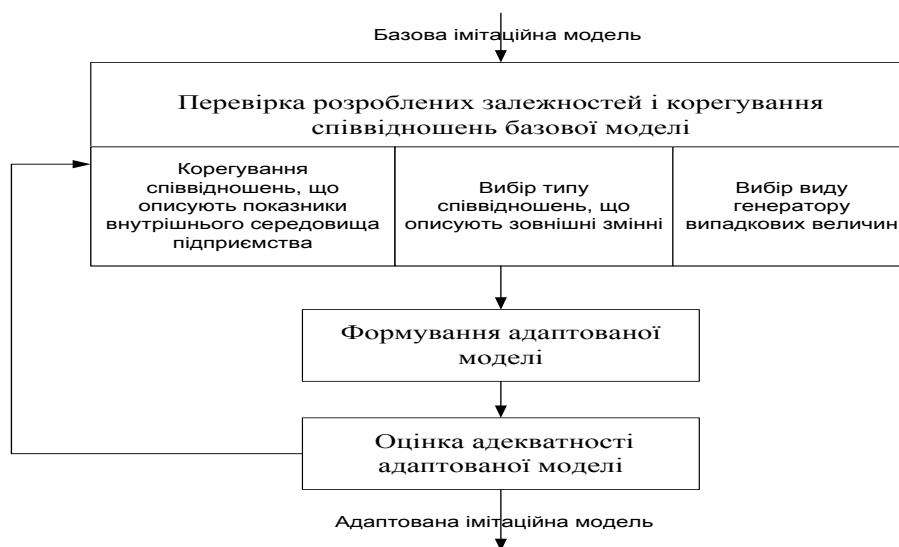 Базова імітаційна модель
Перевірка розроблених залежностей і корегування
співвідношень базової моделі
Корегування
співвідношень, що
описують показники
внутрішнього середовища
підприємства
Вибір типу
співвідношень, що
описують зовнішні змінні
Вибір виду
генератору
випадкових величин
Формування адаптованої
моделі
Оцінка адекватності
адаптованої моделі
Адаптована імітаційна модель